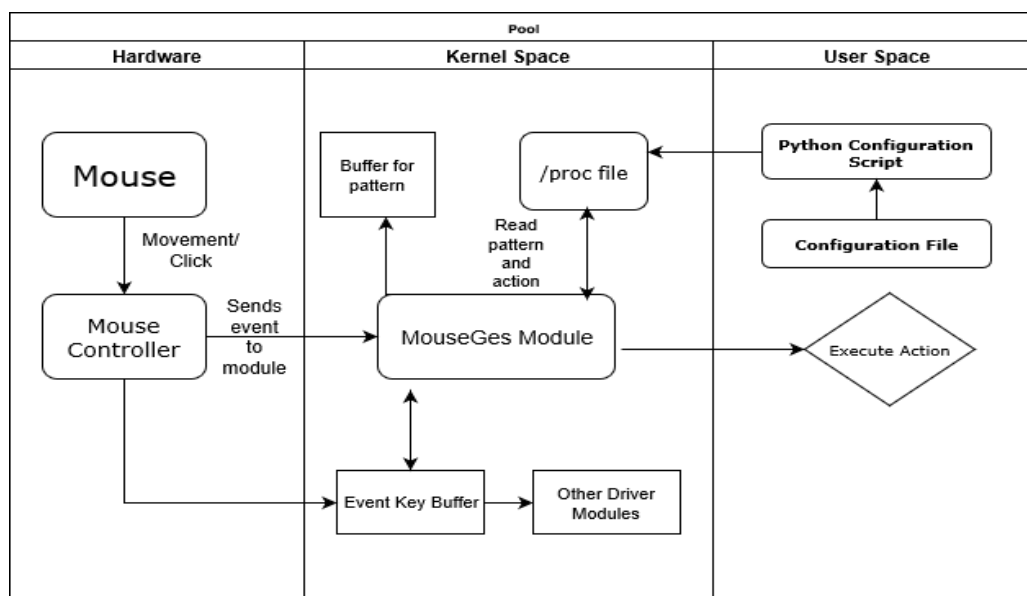 Pool
Hardware
Kernel Space
User Space
Mouse
Movement/
Click
Mouse
Controller
Sends
event
to
module
Buffer for
pattern
/proc file
Read
pattern
and
action
MouseGes Module
Event Key Buffer
Other Driver
Modules
Python Configuration
Script
Configuration File
Execute Action